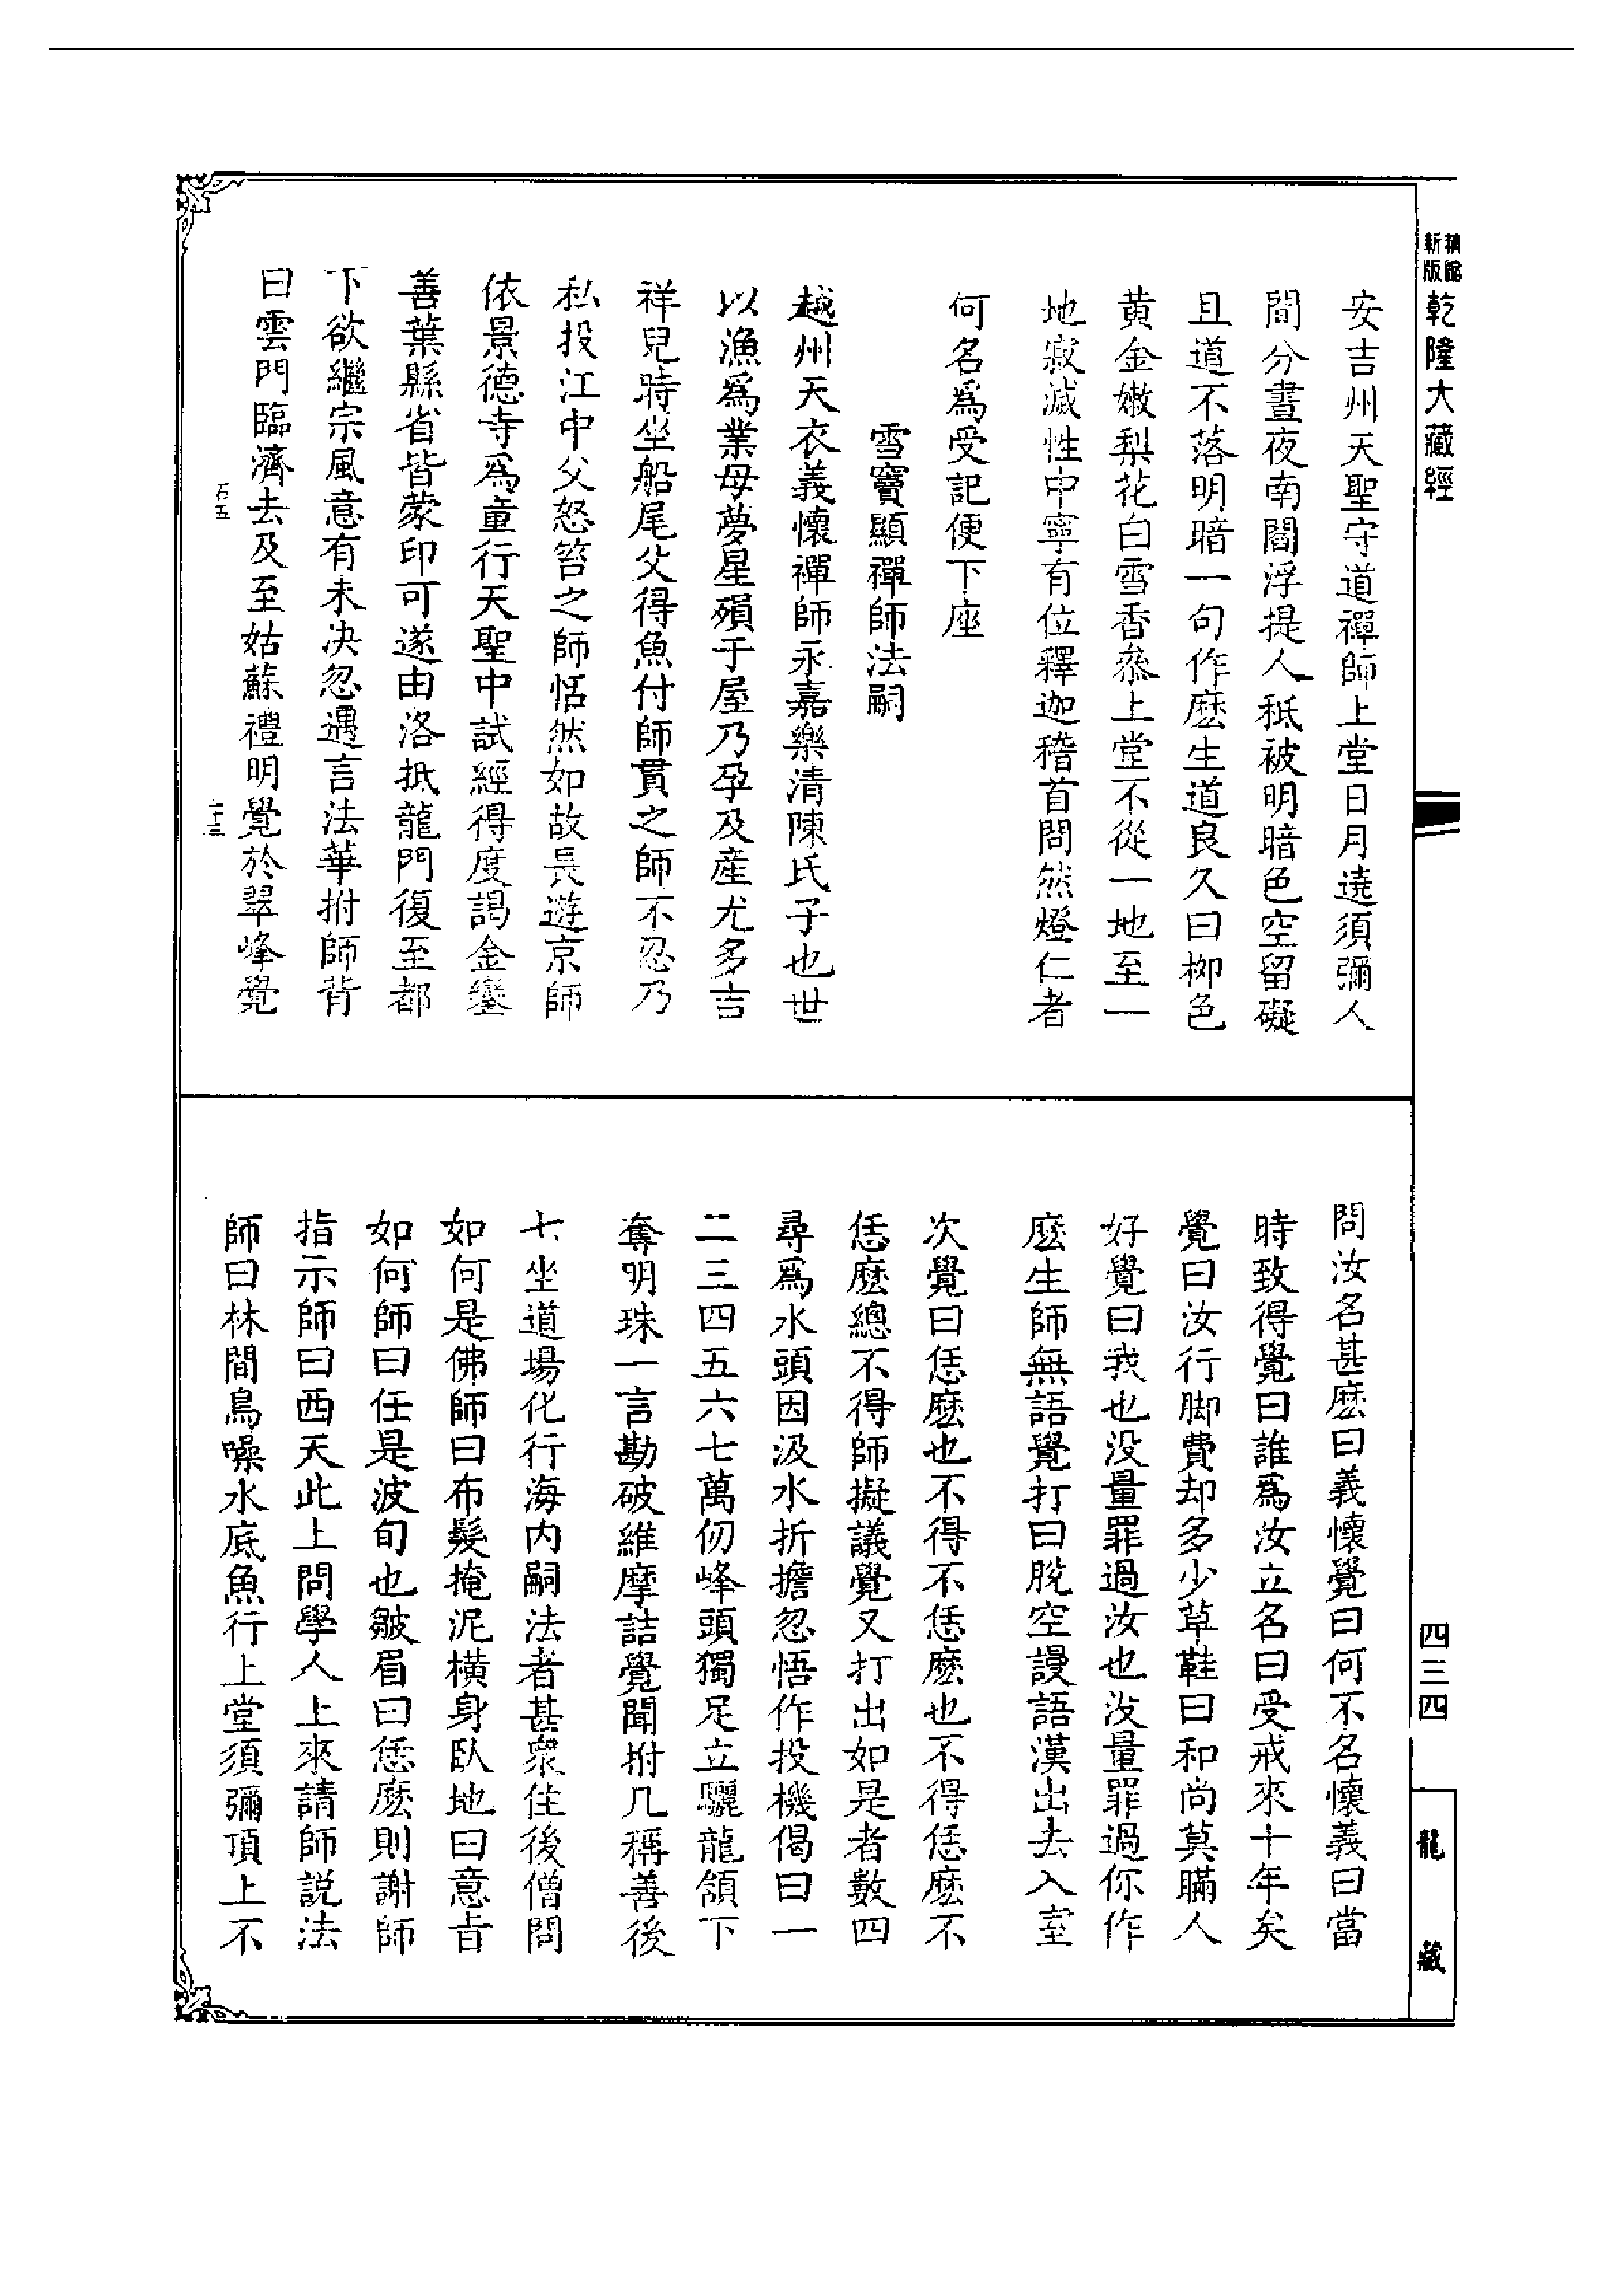 乾隆大藏經
安吉州天聖守道禪師上堂日月遶須彌人
間分晝夜南閻浮提人秖被明暗色空留礙
且道不落明暗一句作麽生道良久曰栁色
黄金嫩梨花白雪香叅上堂不從一地至一
地寂滅性中寧有位釋迦稽首問然燈仁者
何名爲受記便下座
雪竇顯禪師法嗣
越州天衣義懷禪師永嘉樂清陳氏子也世
以漁爲業母夢星殞于屋乃孕及産尤多吉
祥兒時坐船尾父得魚付師貫之師不忍乃
私投江中父怒笞之師恬然如故長遊京師
依景德寺爲童行天聖中試經得度謁金鑾
善葉縣省皆蒙印可遂由洛抵龍門復至都
下欲繼宗風意有未決忽遇言法華拊師背
曰雲門臨濟去及至姑蘇禮明覺於翠峰覺
石五
十三
問汝名甚麽曰義懷覺曰何不名懷義曰當
時致得覺曰誰爲汝立名曰受戒來十年矣
覺曰汝行脚費却多少草鞋曰和尚莫瞞人
好覺曰我也没量罪過汝也没量罪過你作
麽生師無語覺打曰脫空謾語漢出去入室
次覺曰恁麽也不得不恁麽也不得恁麽不
恁麽總不得師擬議覺又打出如是者數四
尋爲水頭因汲水折擔忽悟作投機偈曰一
二三四五六七萬仞峰頭獨足立驪龍頷下
奪明珠一言勘破維摩詰覺聞拊几稱善後
七坐道場化行海内嗣法者甚衆住後僧問
如何是佛師曰布髮掩泥橫身臥地曰意旨
如何師曰任是波旬也皺眉曰恁麽則謝師
指示師曰西天此土問學人上來請師説法
師曰林間鳥噪水底魚行上堂須彌頂上不
四三四
龍藏